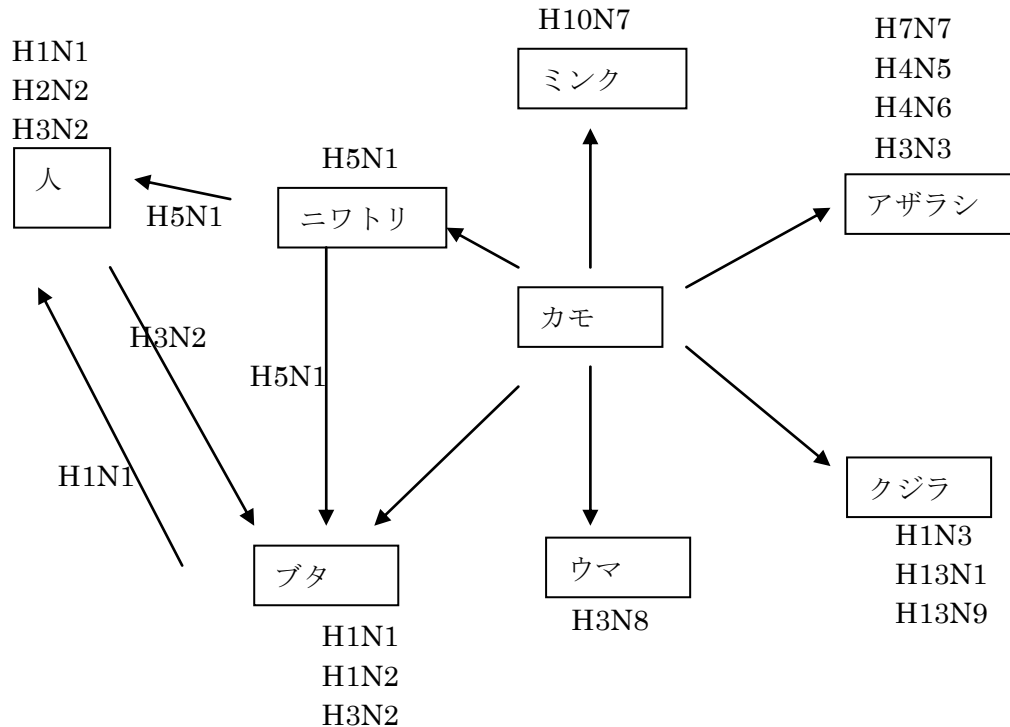 H10N7
ミンク
H7N7
H4N5
H4N6
H3N3
アザラシ
H1N1
H2N2
H3N2
人
H5N1
H5N1
ニワトリ
カモ
H3N2
H5N1
H1N1
クジラ
H1N3
H13N1
H13N9
ブタ
H1N1
H1N2
H3N2
ウマ
H3N8